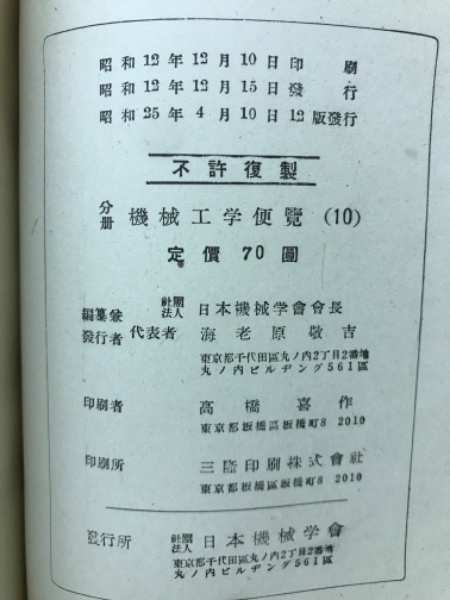 昭和12年12月10日印刷
昭和12年12月15日發行
昭和25年4月10日12版發行
不許復製
分册 機械工学便覽 (10)
定價 70圓
編纂兼發行者 社團法人 日本機械学會會長
代表者 海老原敬吉
東京都千代田區丸ノ内2丁目2番地
丸ノ内ビルヂング561區
印刷者 高橋喜作
東京都板橋區板橋町8 2010
印刷所 三陸印刷株式會社
東京都板橋區板橋町8 2010
發行所 社團法人 日本機械学會
東京都千代田區丸ノ内2丁目2番地
丸ノ内ビルヂング561區